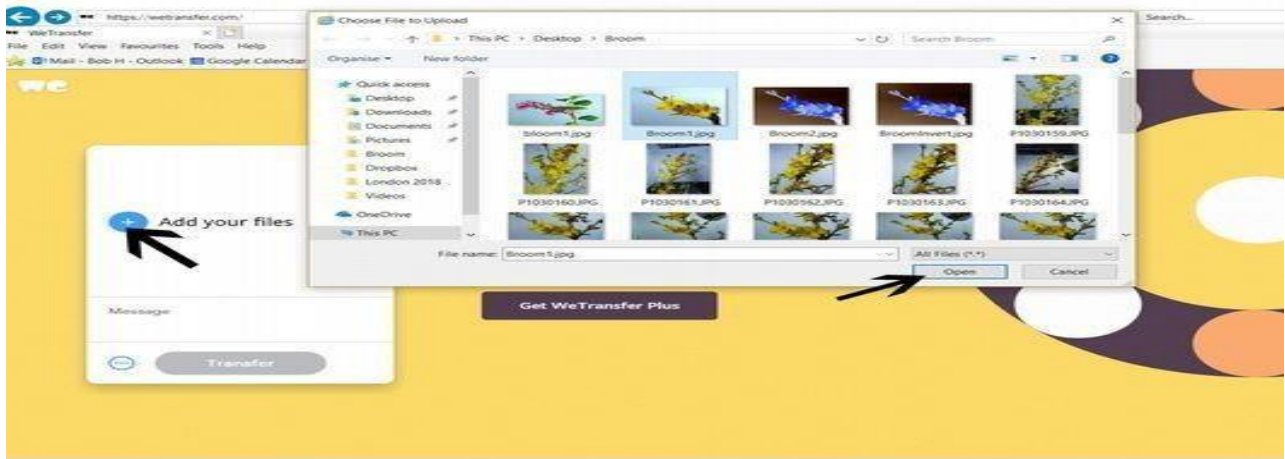 https://wetransfer.com/
WeTransfer
Search...
File Edit View Favourites Tools Help
Mail - Bob H - Outlook Google Calendar
we
Choose File to Upload
This PC > Desktop > Broom
Search Broom
Organise New folder
Quick access
Desktop
Downloads
Documents
Pictures
Broom
Dropbox
London 2018
Videos
OneDrive
This PC
bloom1.jpg Broom1.jpg Broom2.jpg BroomInvert.jpg P1030159.JPG
P1030160.JPG P1030161.JPG P1030162.JPG P1030163.JPG P1030164.JPG
File name: Broom1.jpg All Files (*.*)
Open Cancel
Add your files
Message
Transfer
Get WeTransfer Plus